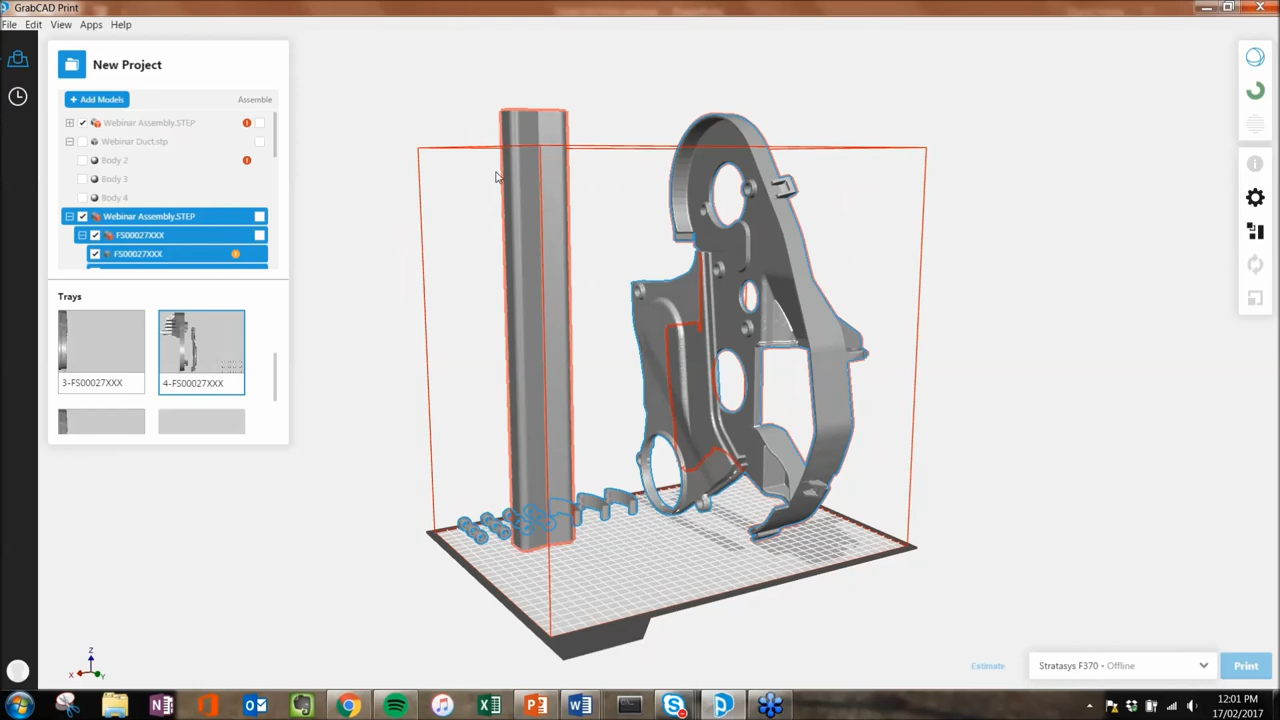 GrabCAD Print
File Edit View Apps Help
New Project
+ Add Models
Assemble
Webinar Assembly.STEP
Webinar Duct.stp
Body 2
Body 3
Body 4
Webinar Assembly.STEP
FS00027XXX
FS00027XXX
Trays
3-FS00027XXX
4-FS00027XXX
Z
X
Y
Estimate
Stratasys F370 • Offline
Print
12:01 PM
17/02/2017